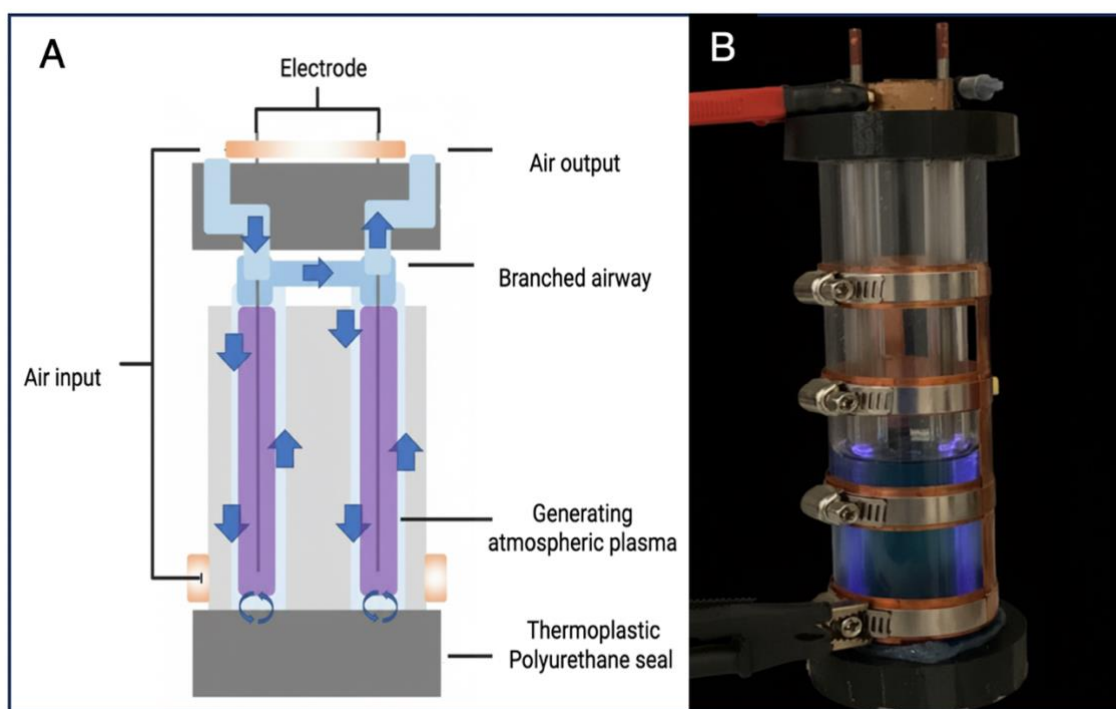 A
Electrode
Air output
Branched airway
Air input
Generating
atmospheric plasma
Thermoplastic
Polyurethane seal
B